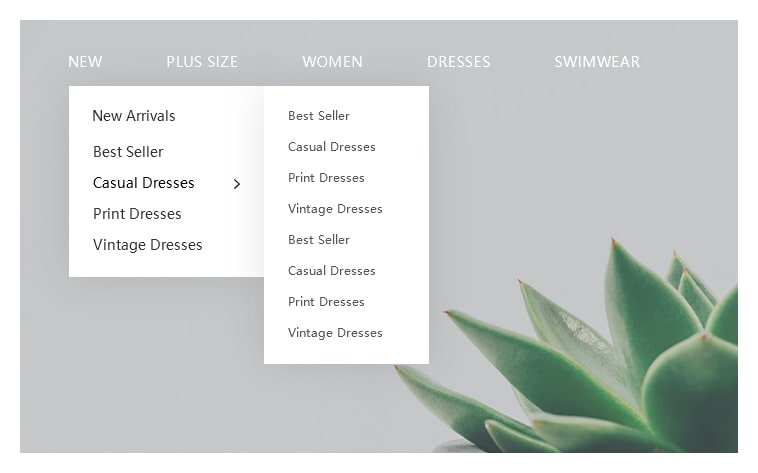 NEW
PLUS SIZE
WOMEN
DRESSES
SWIMWEAR
New Arrivals
Best Seller
Casual Dresses
Print Dresses
Vintage Dresses
Best Seller
Casual Dresses
Print Dresses
Vintage Dresses
Best Seller
Casual Dresses
Print Dresses
Vintage Dresses